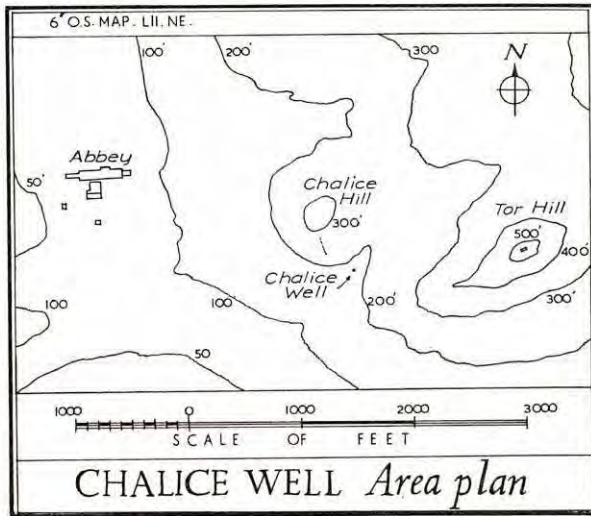 6" O.S. MAP. LII. NE.
100'
200'
300
N
Abbey
50'
Chalice
Hill
300'
Tor Hill
500'
400'
Chalice
Well
100
100'
200'
300'
50
1000 0 1000 2000 3000
SCALE OF FEET
CHALICE WELL Area plan